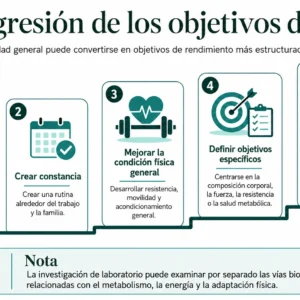 gresión de los objetivos d
dad general puede convertirse en objetivos de rendimiento más estructurad
2
Crear constancia
Crear una rutina
alrededor del trabajo
y la familia.
3
Mejorar la
condición física
general
Desarrollar resistencia,
movilidad y
acondicionamiento
general.
4
Definir objetivos
específicos
Centrarse en la
composición corporal,
la fuerza, la resistencia
o la salud metabólica.
Nota
La investigación de laboratorio puede examinar por separado las vías bio
relacionadas con el metabolismo, la energía y la adaptación física.